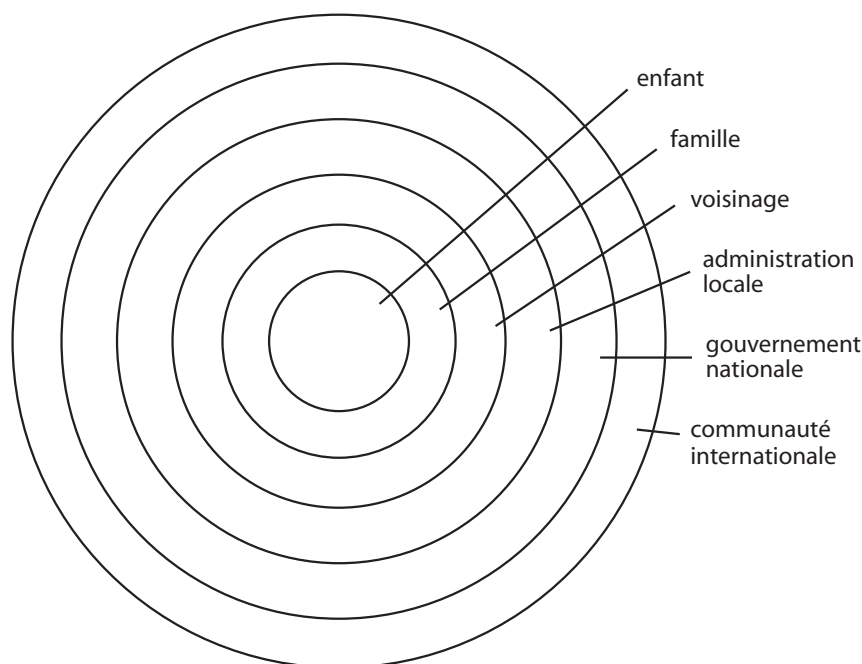 enfant
famille
voisinage
administration
locale
gouvernement
nationale
communauté
internationale